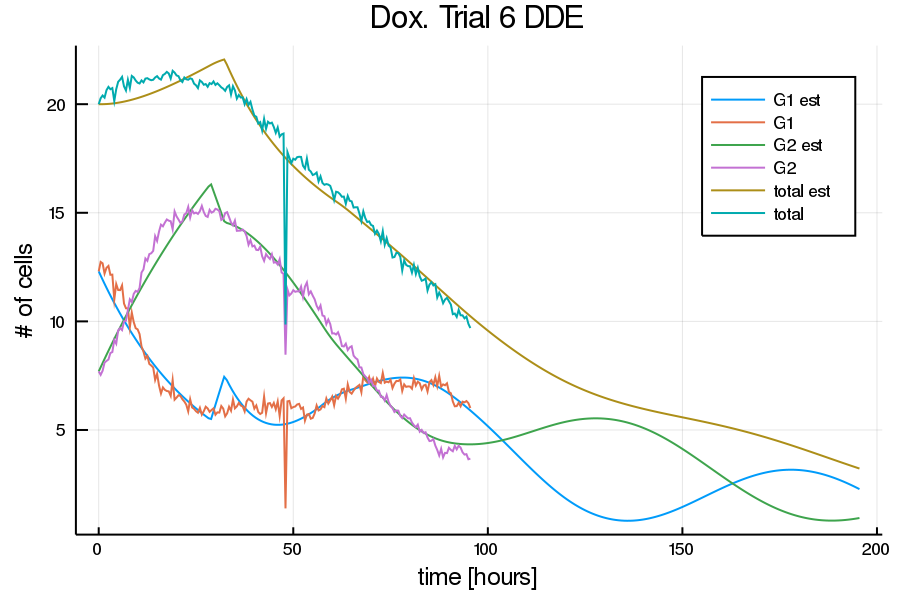 Dox. Trial 6 DDE
# of cells
20
15
10
5
G1 est
G1
G2 est
G2
total est
total
0
50
100
150
200
time [hours]